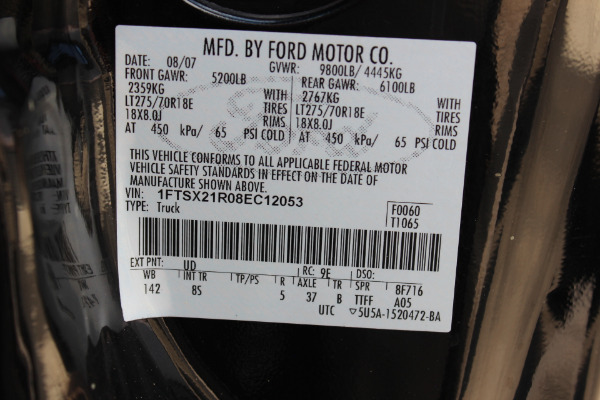 MFD. BY FORD MOTOR CO.
DATE: 08/07 GVWR: 9800LB/ 4445KG
FRONT GAWR: 5200LB REAR GAWR: 6100LB
2359KG WITH 2767KG WITH
LT275/70R18E TIRES LT275/70R18E TIRES
18X8.0J RIMS 18X8.0J RIMS
AT 450 kPa/ 65 PSI COLD AT 450 kPa/ 65 PSI COLD
THIS VEHICLE CONFORMS TO ALL APPLICABLE FEDERAL MOTOR
VEHICLE SAFETY STANDARDS IN EFFECT ON THE DATE OF
MANUFACTURE SHOWN ABOVE.
VIN: 1FTSX21R08EC12053 F0060
TYPE: Truck T1065
EXT PNT: UD RC: 9E DSO:
WB INT TR TP/PS R AXLE TR SPR 8F716
142 8S 5 37 B TTFF A05
UTC ▽5U5A-1520472-BA